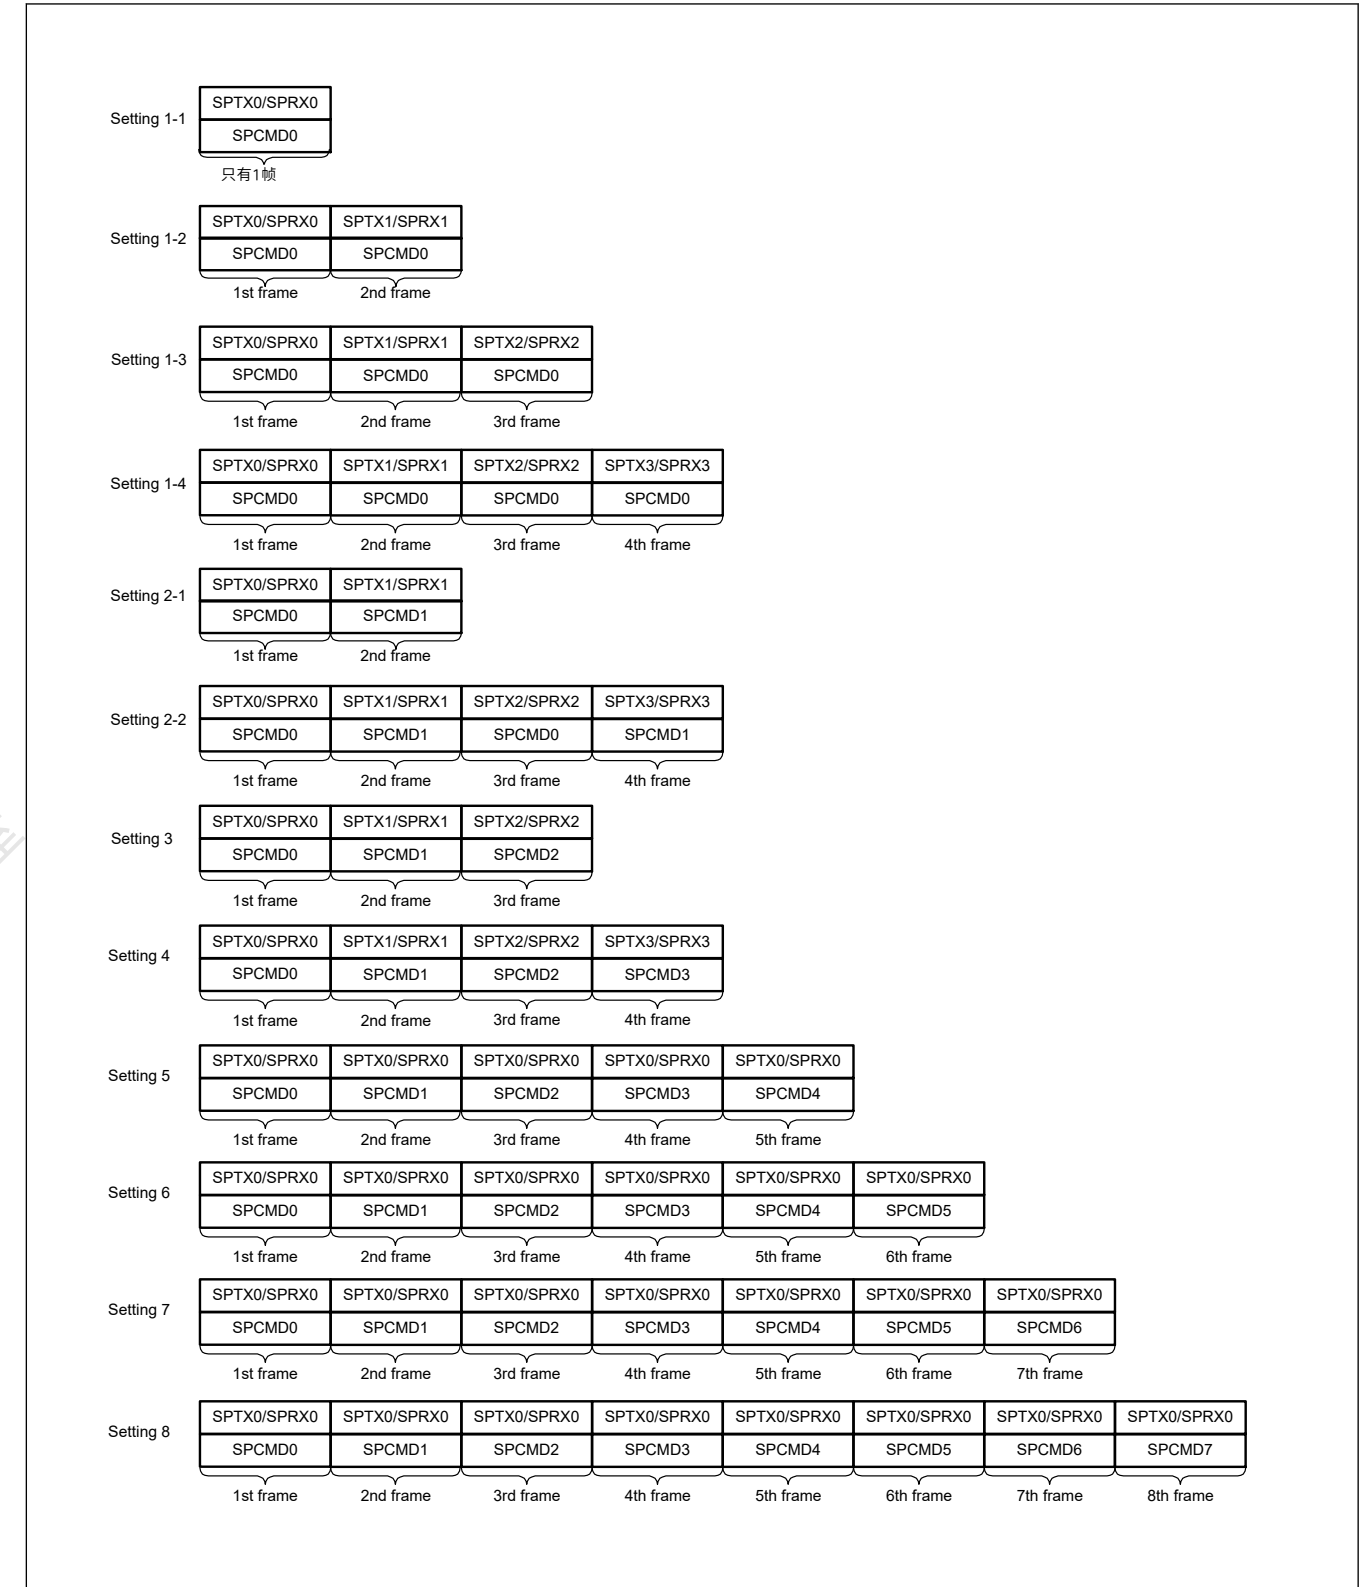 Setting 1-1
SPTX0/SPRX0
SPCMD0
只有1帧
Setting 1-2
SPTX0/SPRX0 SPTX1/SPRX1
SPCMD0 SPCMD0
1st frame 2nd frame
Setting 1-3
SPTX0/SPRX0 SPTX1/SPRX1 SPTX2/SPRX2
SPCMD0 SPCMD0 SPCMD0
1st frame 2nd frame 3rd frame
Setting 1-4
SPTX0/SPRX0 SPTX1/SPRX1 SPTX2/SPRX2 SPTX3/SPRX3
SPCMD0 SPCMD0 SPCMD0 SPCMD0
1st frame 2nd frame 3rd frame 4th frame
Setting 2-1
SPTX0/SPRX0 SPTX1/SPRX1
SPCMD0 SPCMD1
1st frame 2nd frame
Setting 2-2
SPTX0/SPRX0 SPTX1/SPRX1 SPTX2/SPRX2 SPTX3/SPRX3
SPCMD0 SPCMD1 SPCMD0 SPCMD1
1st frame 2nd frame 3rd frame 4th frame
Setting 3
SPTX0/SPRX0 SPTX1/SPRX1 SPTX2/SPRX2
SPCMD0 SPCMD1 SPCMD2
1st frame 2nd frame 3rd frame
Setting 4
SPTX0/SPRX0 SPTX1/SPRX1 SPTX2/SPRX2 SPTX3/SPRX3
SPCMD0 SPCMD1 SPCMD2 SPCMD3
1st frame 2nd frame 3rd frame 4th frame
Setting 5
SPTX0/SPRX0 SPTX0/SPRX0 SPTX0/SPRX0 SPTX0/SPRX0 SPTX0/SPRX0
SPCMD0 SPCMD1 SPCMD2 SPCMD3 SPCMD4
1st frame 2nd frame 3rd frame 4th frame 5th frame
Setting 6
SPTX0/SPRX0 SPTX0/SPRX0 SPTX0/SPRX0 SPTX0/SPRX0 SPTX0/SPRX0 SPTX0/SPRX0
SPCMD0 SPCMD1 SPCMD2 SPCMD3 SPCMD4 SPCMD5
1st frame 2nd frame 3rd frame 4th frame 5th frame 6th frame
Setting 7
SPTX0/SPRX0 SPTX0/SPRX0 SPTX0/SPRX0 SPTX0/SPRX0 SPTX0/SPRX0 SPTX0/SPRX0 SPTX0/SPRX0
SPCMD0 SPCMD1 SPCMD2 SPCMD3 SPCMD4 SPCMD5 SPCMD6
1st frame 2nd frame 3rd frame 4th frame 5th frame 6th frame 7th frame
Setting 8
SPTX0/SPRX0 SPTX0/SPRX0 SPTX0/SPRX0 SPTX0/SPRX0 SPTX0/SPRX0 SPTX0/SPRX0 SPTX0/SPRX0 SPTX0/SPRX0
SPCMD0 SPCMD1 SPCMD2 SPCMD3 SPCMD4 SPCMD5 SPCMD6 SPCMD7
1st frame 2nd frame 3rd frame 4th frame 5th frame 6th frame 7th frame 8th frame